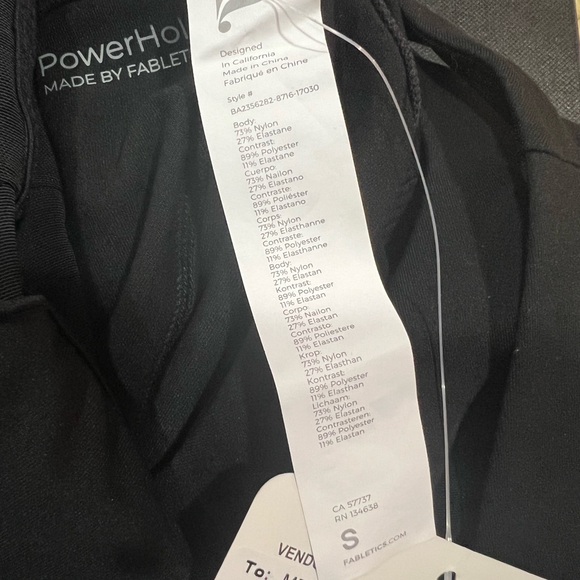 PowerHol
MADE BY FABLET
Designed
in California
Made in China
Fabriqué en Chine
Style #
BA2356282-8716-17030
Body:
73% Nylon
27% Elastane
Contrast:
89% Polyester
11% Elastane
Cuerpo:
73% Nailon
27% Elastano
Contraste:
89% Poliéster
11% Elastano
Corps:
73% Nylon
27% Elasthanne
Contraste:
89% Polyester
11% Elasthanne
Body:
73% Nylon
27% Elastan
Kontrast:
89% Polyester
11% Elastan
Corpo:
73% Nailon
27% Elastan
Contrasto:
89% Poliestere
11% Elastan
Krop:
73% Nylon
27% Elasthan
Kontrast:
89% Polyester
11% Elasthan
Lichaam:
73% Nylon
27% Elastan
Contrasteren:
89% Polyester
11% Elastan
CA 57737
RN 134638
S
FABLETICS.COM
VEND
To: